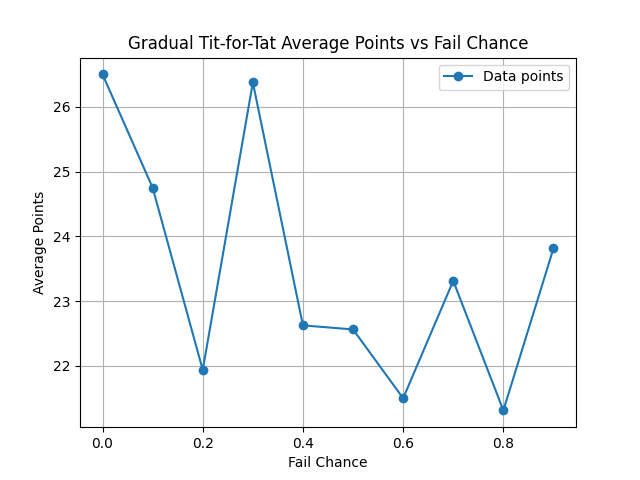 Gradual Tit-for-Tat Average Points vs Fail Chance
Data points
Average Points
26
25
24
23
22
0.0 0.2 0.4 0.6 0.8
Fail Chance